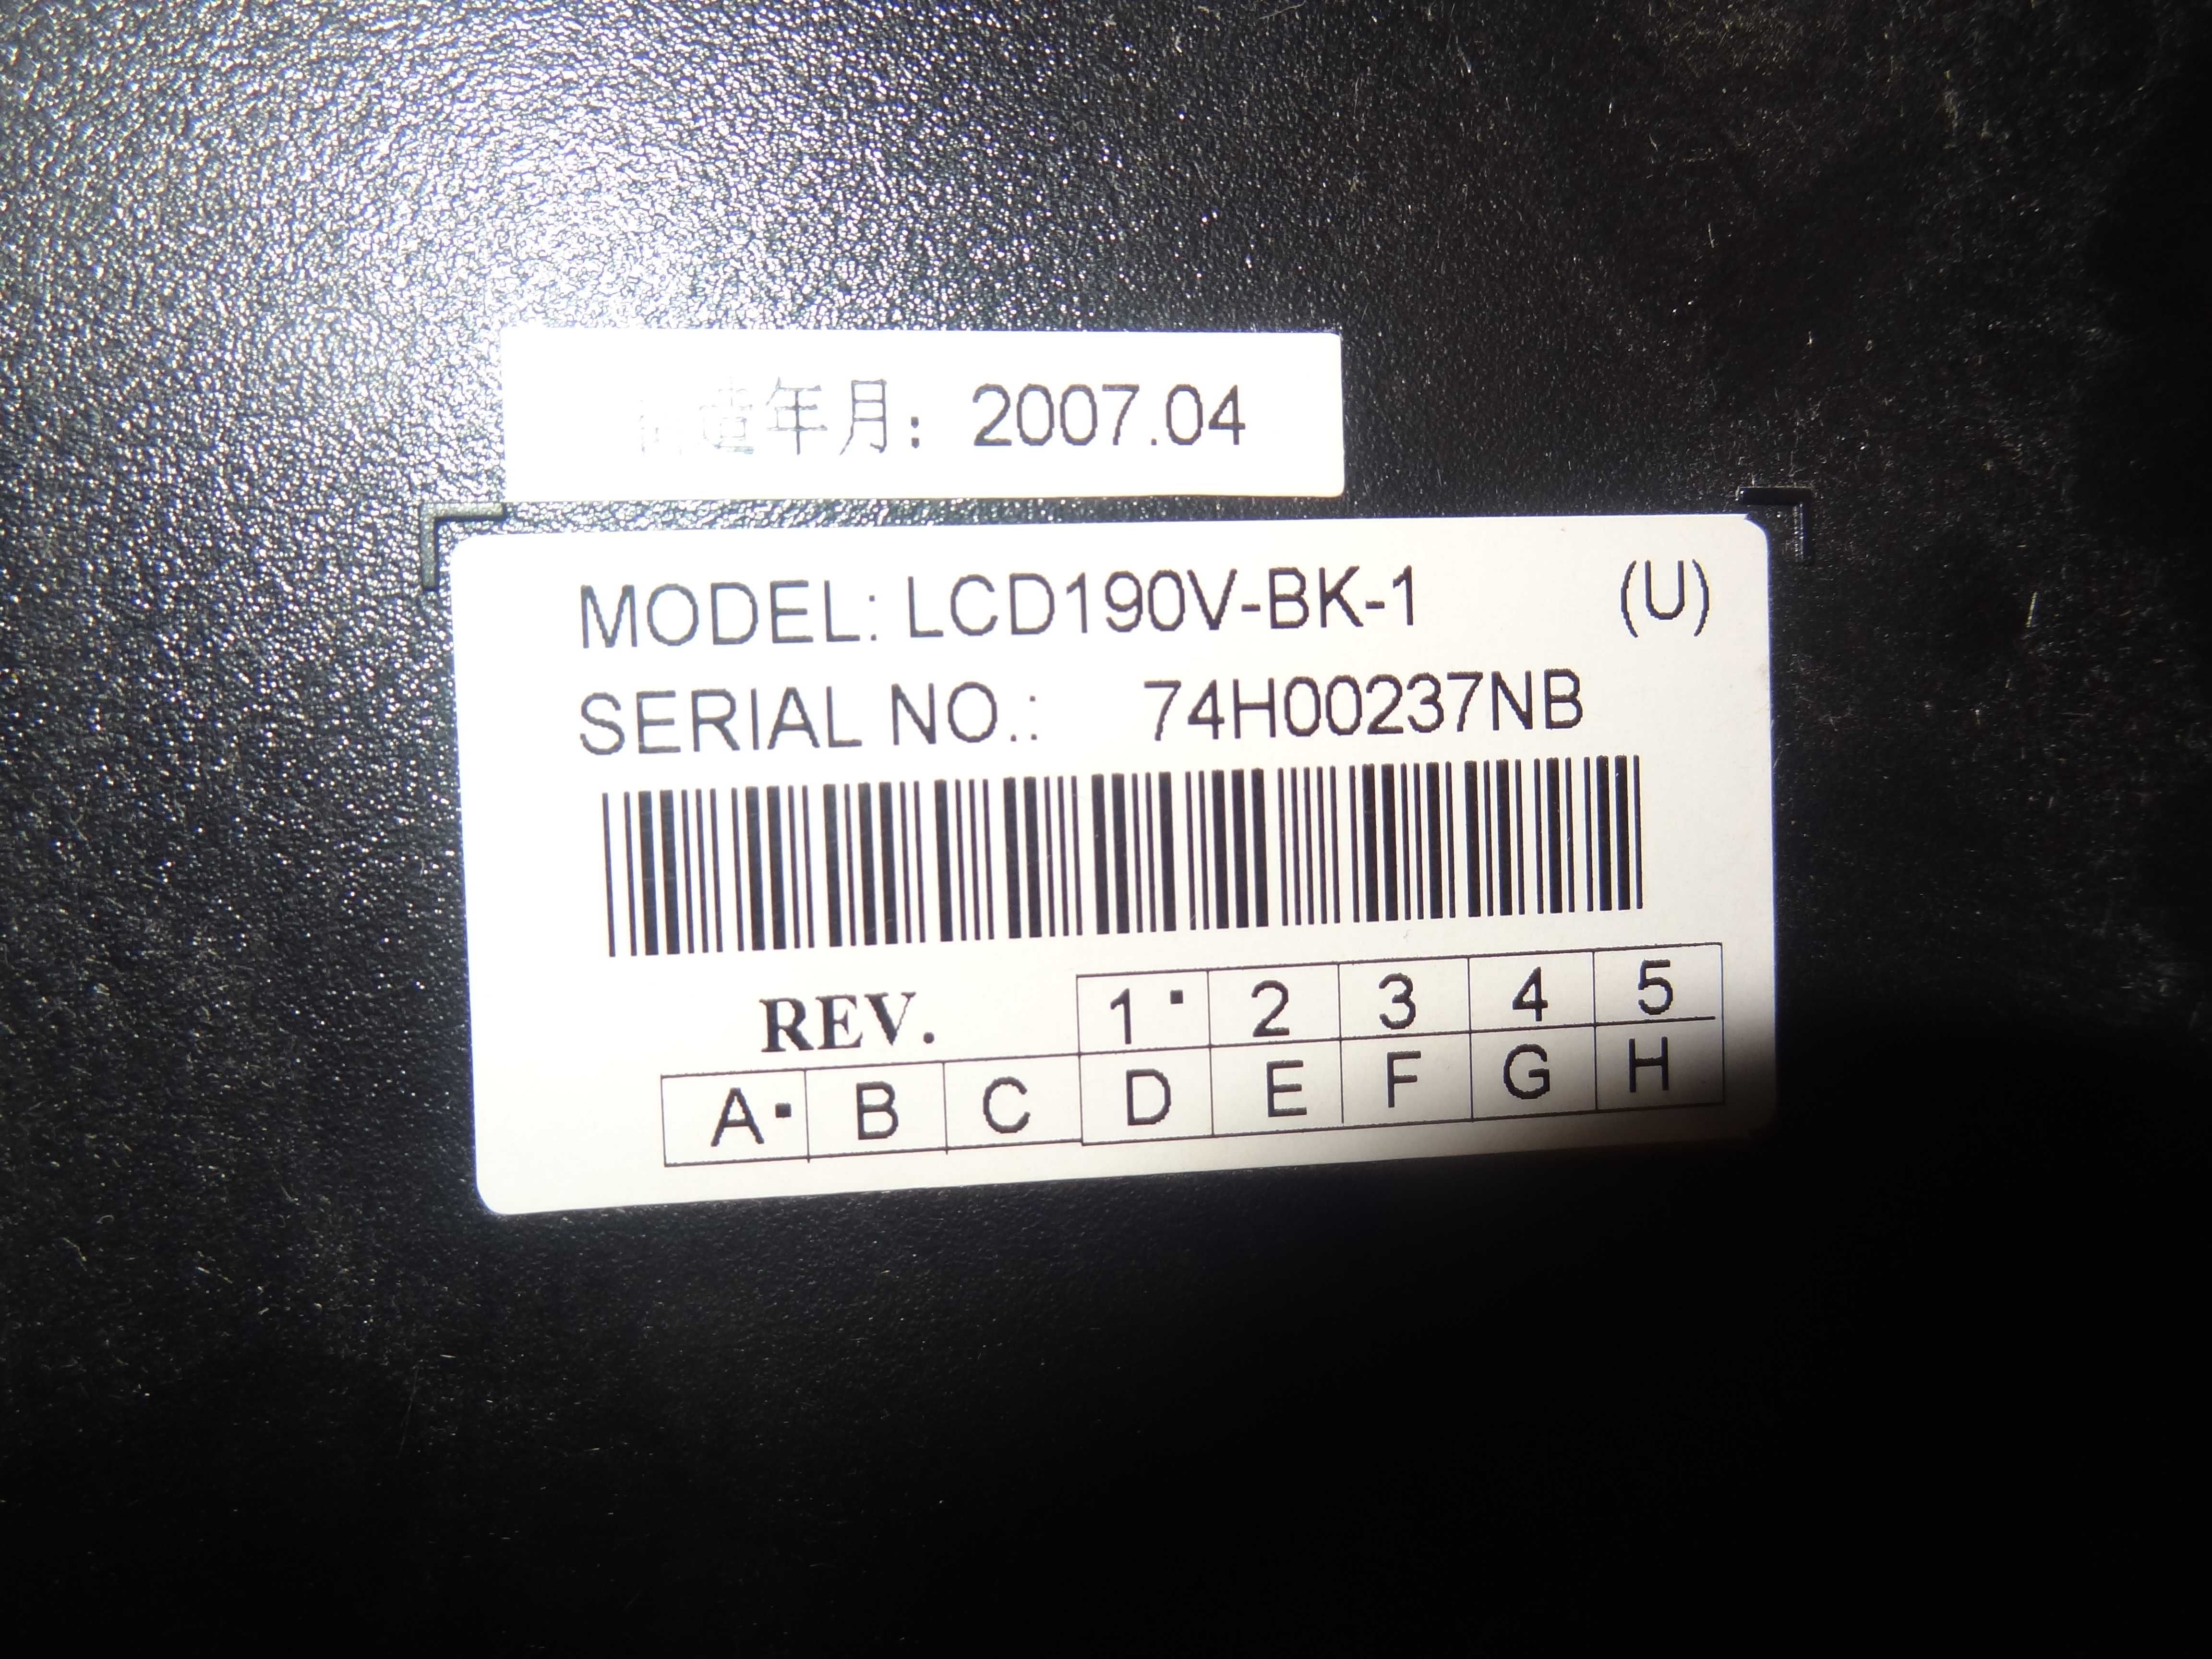 造年月: 2007.04
MODEL: LCD190V-BK-1 (U)
SERIAL NO.: 74H00237NB
REV. 1▪ 2 3 4 5
A▪ B C D E F G H